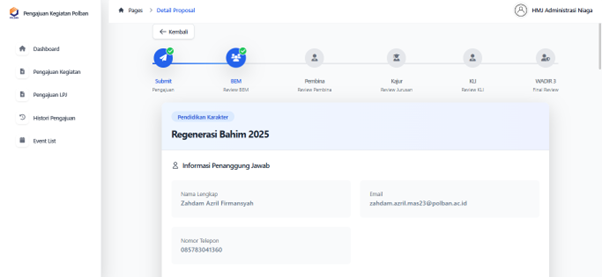 Pengajuan Kegiatan Polban
Pages > Detail Proposal
HMJ Administrasi Niaga
← Kembali
Dashboard
Pengajuan Kegiatan
Pengajuan LPJ
Histori Pengajuan
Event List
Submit
Pengajuan
BEM
Review BEM
Pembina
Review Pembina
Kajur
Review Jurusan
KLI
Review KLI
WADIR 3
Final Review
Pendidikan Karakter
Regenerasi Bahim 2025
Informasi Penanggung Jawab
Nama Lengkap
Zahdam Azril Firmansyah
Email
zahdam.azril.mas23@polban.ac.id
Nomor Telepon
085783041360